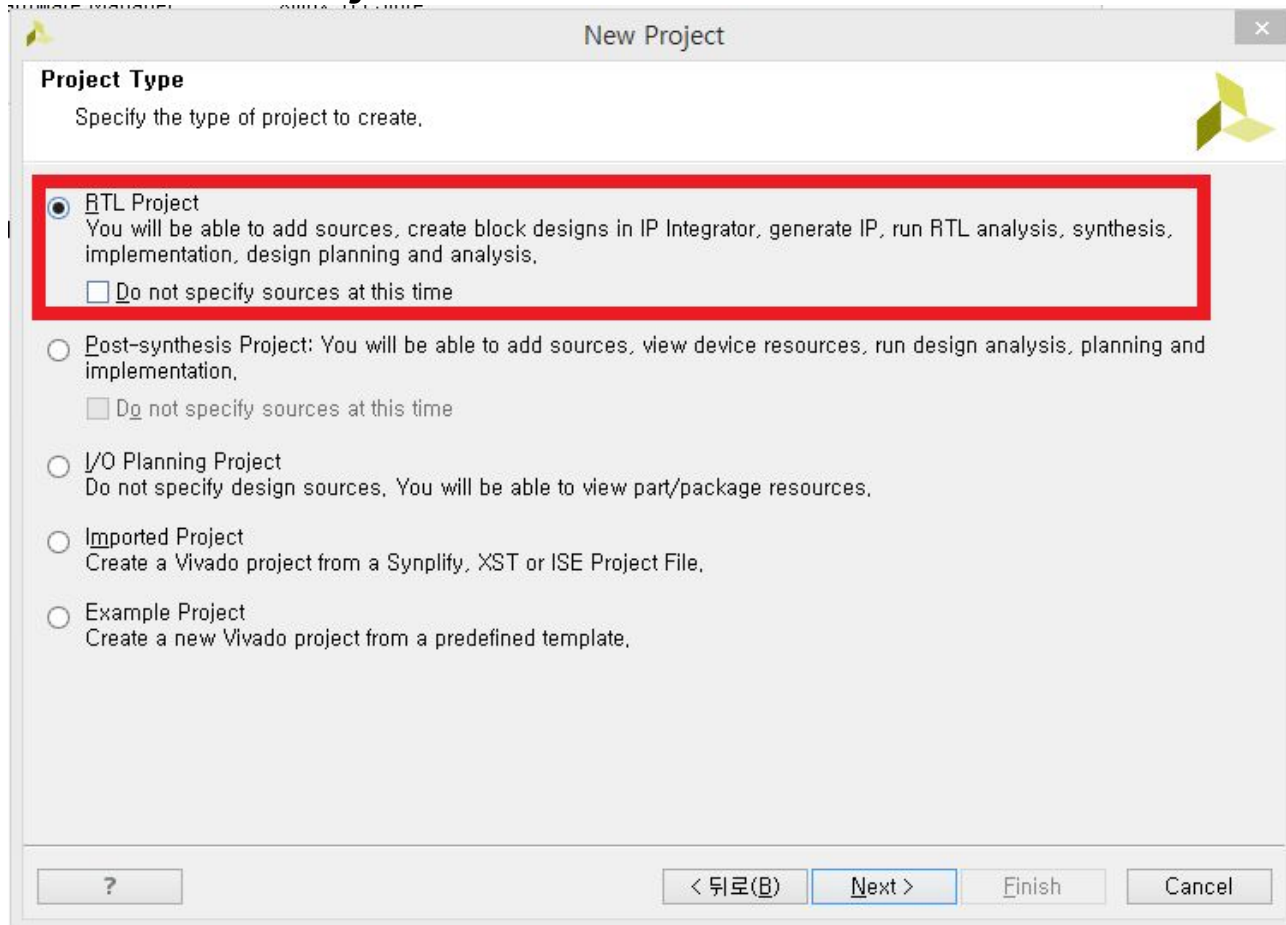 New Project
Project Type
Specify the type of project to create.
RTL Project
You will be able to add sources, create block designs in IP Integrator, generate IP, run RTL analysis, synthesis,
implementation, design planning and analysis.
Do not specify sources at this time
Post-synthesis Project: You will be able to add sources, view device resources, run design analysis, planning and
implementation.
Do not specify sources at this time
I/O Planning Project
Do not specify design sources. You will be able to view part/package resources.
Imported Project
Create a Vivado project from a Synplify, XST or ISE Project File.
Example Project
Create a new Vivado project from a predefined template.
? < 뒤로(B) Next > Finish Cancel